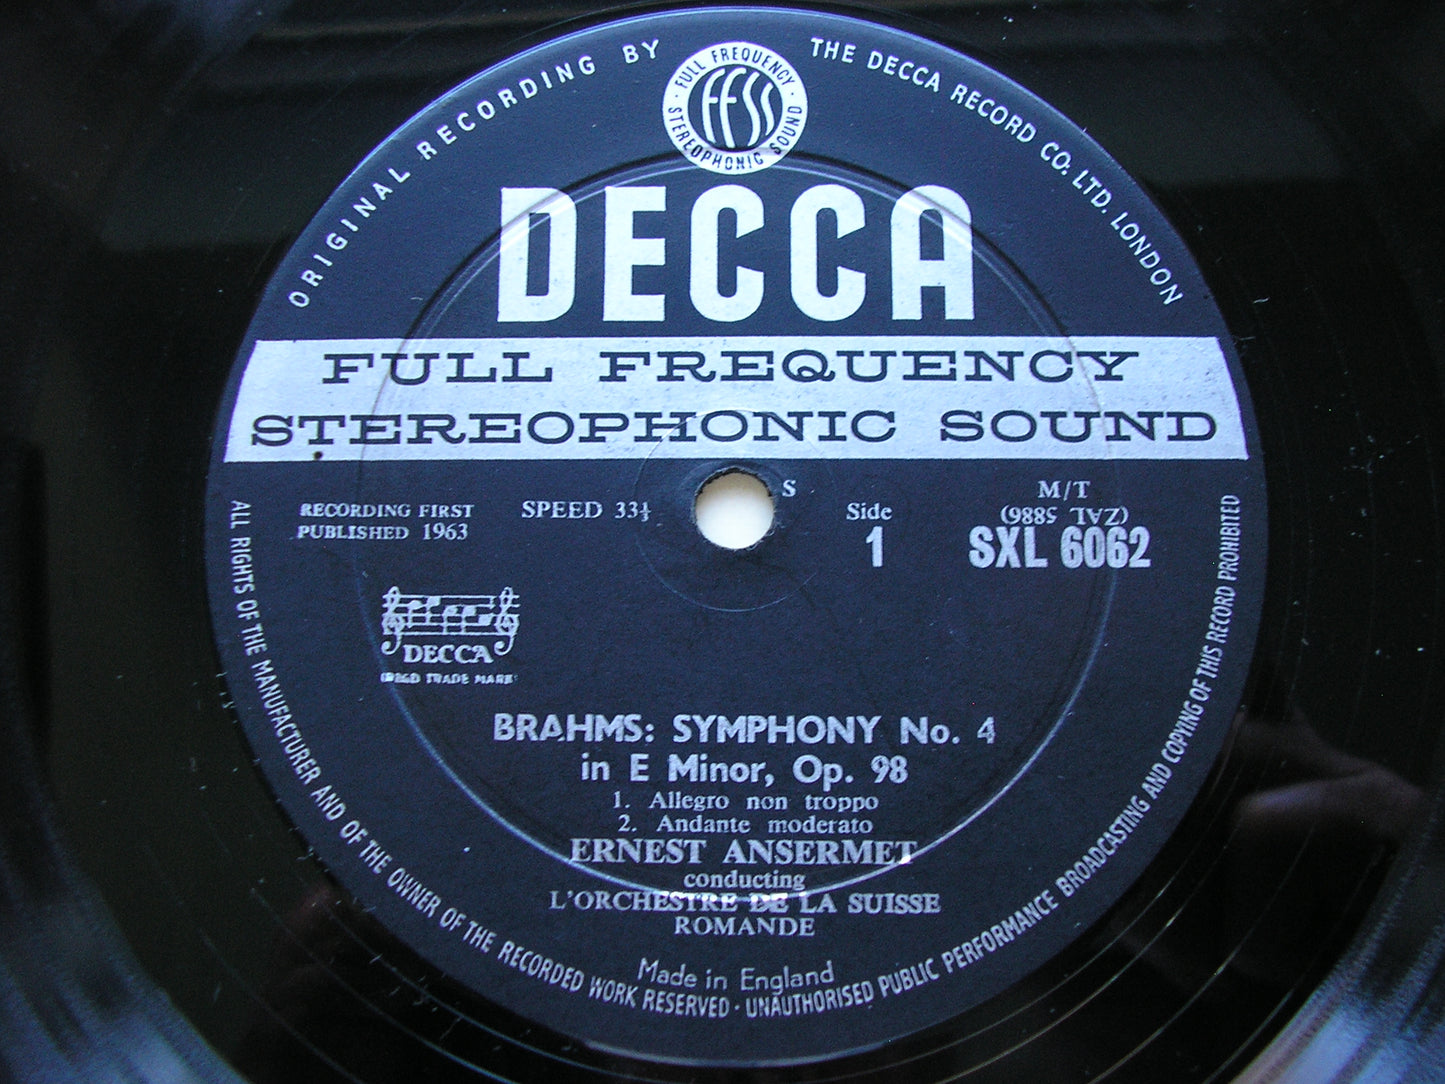 ORIGINAL RECORDING BY
THE DECCA RECORD CO. LTD. LONDON
FULL FREQUENCY
FFSS
STEREOPHONIC SOUND
DECCA
FULL FREQUENCY
STEREOPHONIC SOUND
RECORDING FIRST
PUBLISHED 1963
SPEED 33⅓
S
Side
1
M/T
(ZAL 5886)
SXL 6062
DECCA
(REGD TRADE MARK)
BRAHMS: SYMPHONY No. 4
in E Minor, Op. 98
1. Allegro non troppo
2. Andante moderato
ERNEST ANSERMET
conducting
L'ORCHESTRE DE LA SUISSE
ROMANDE
Made in England
ALL RIGHTS OF THE MANUFACTURER AND OF THE OWNER OF THE RECORDED WORK RESERVED · UNAUTHORISED PUBLIC PERFORMANCE BROADCASTING AND COPYING OF THIS RECORD PROHIBITED